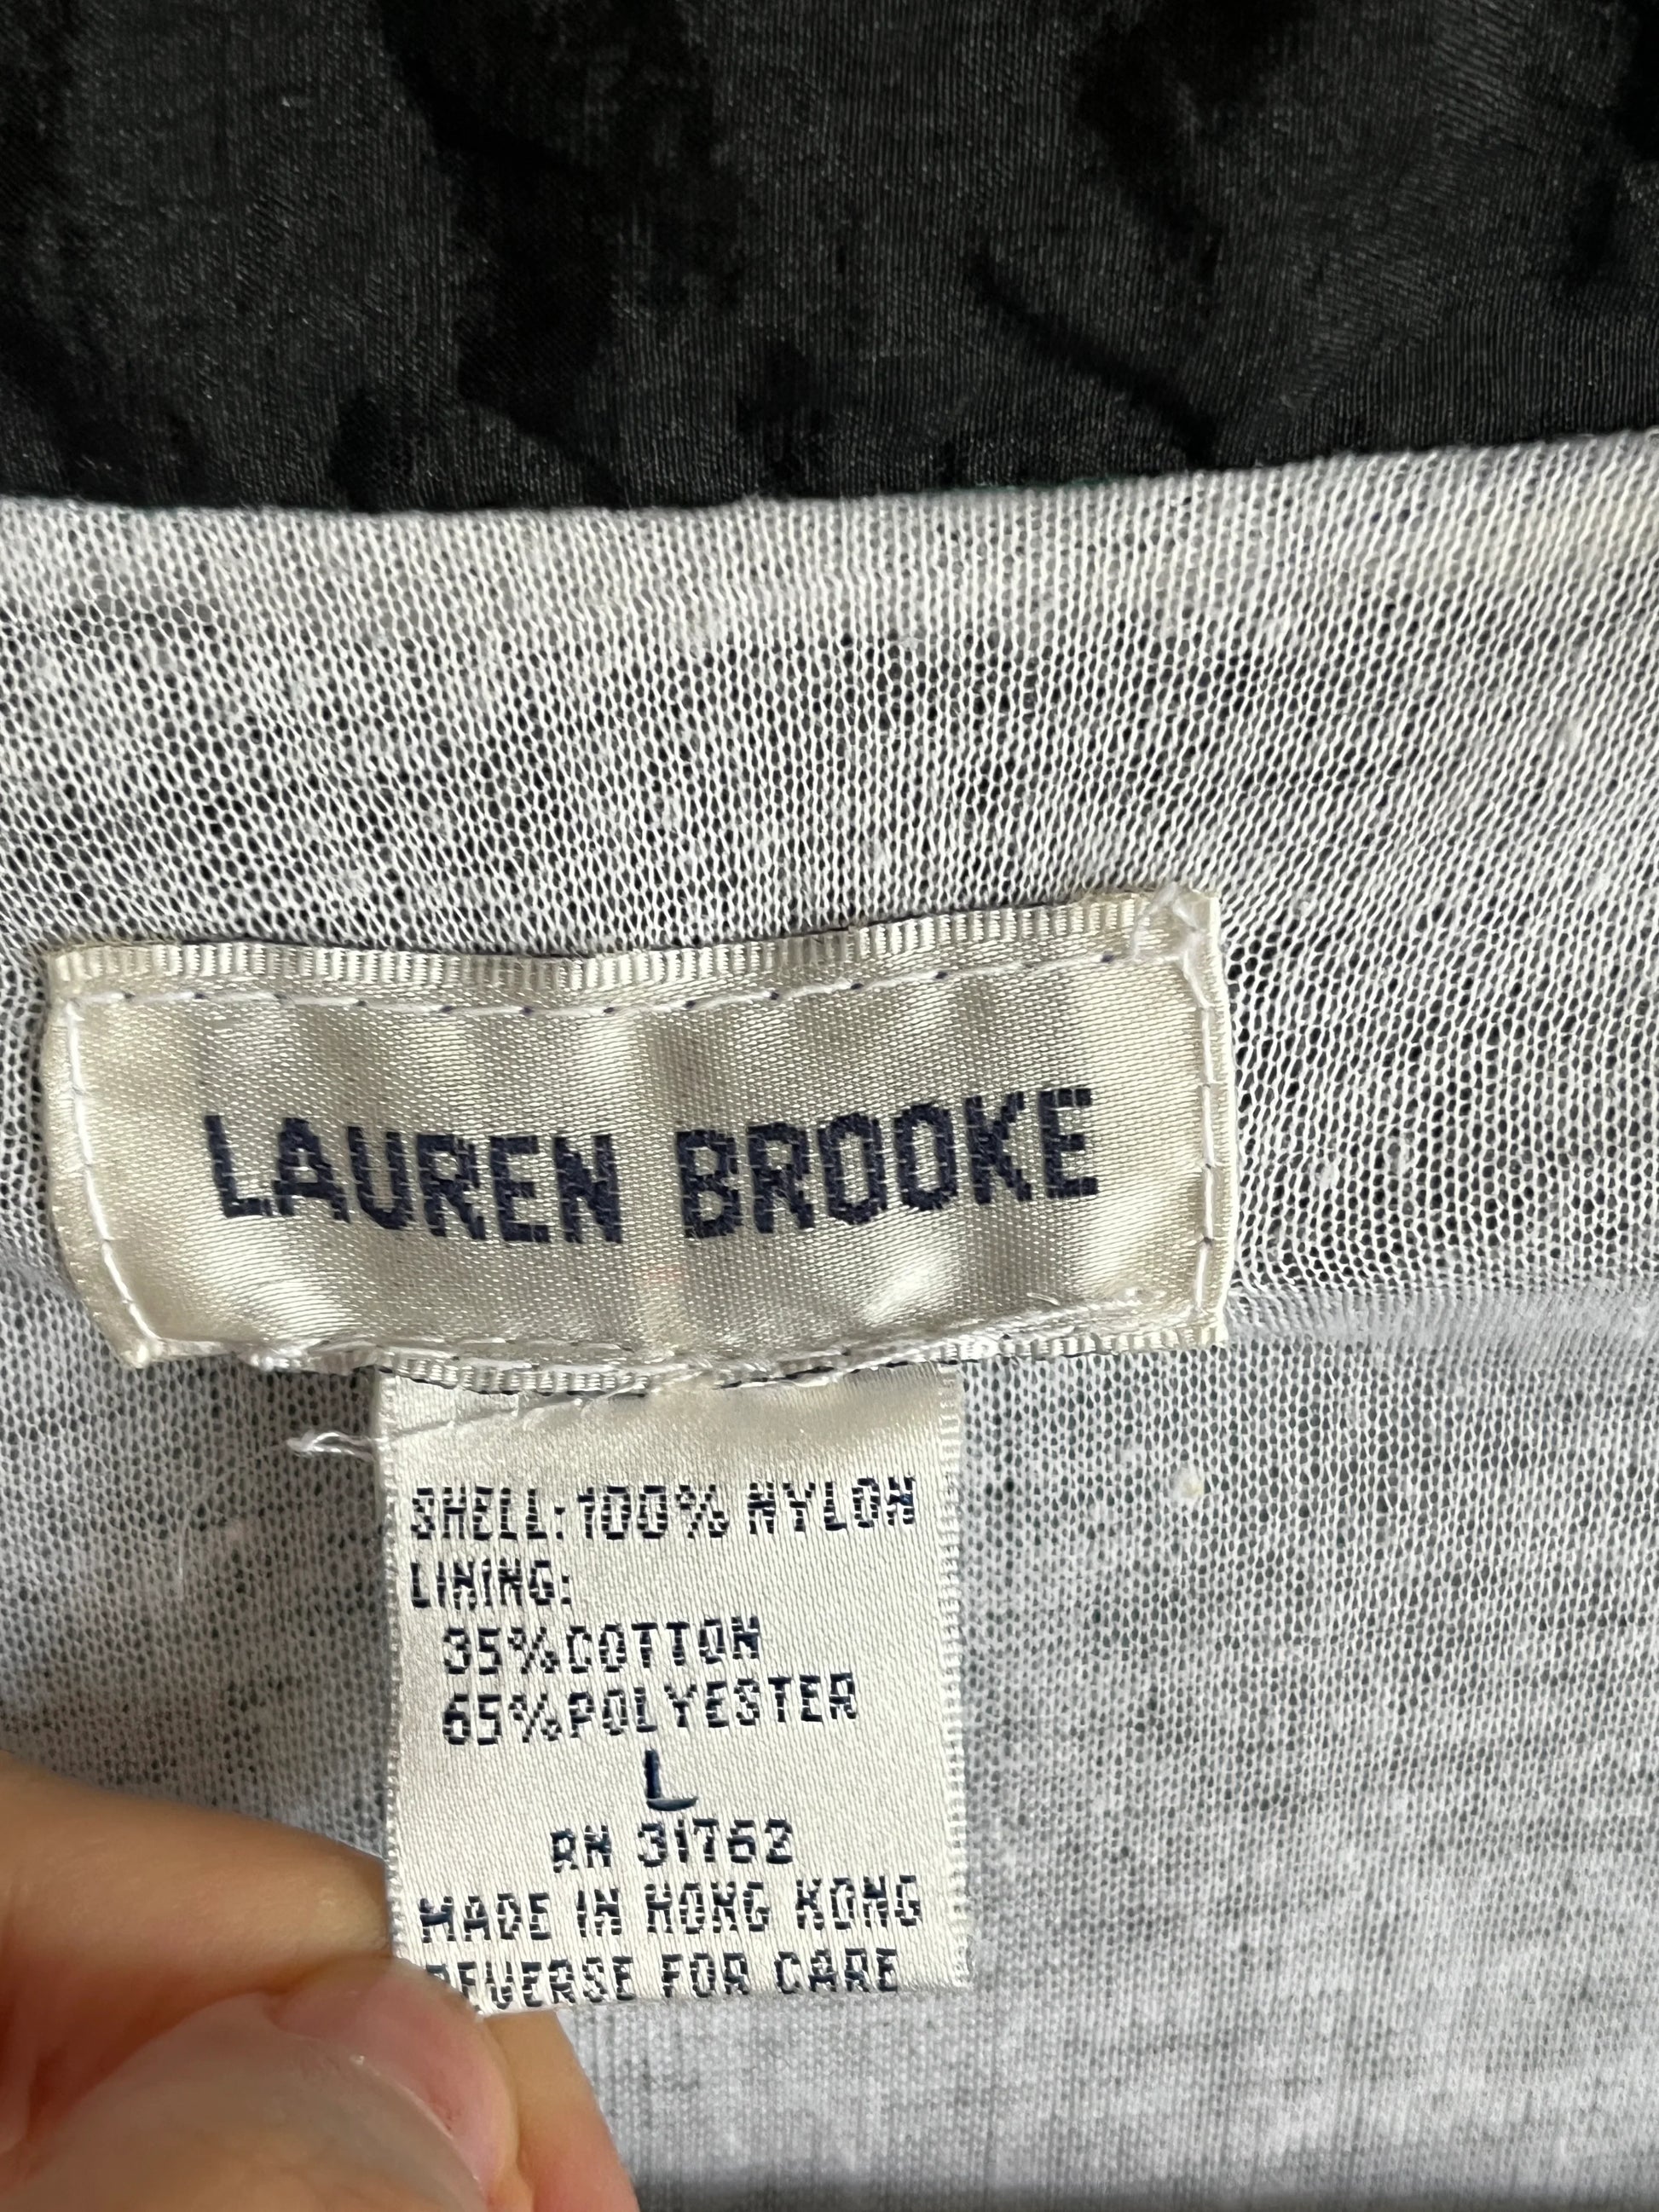 LAUREN BROOKE
SHELL: 100% NYLON
LINING:
35% COTTON
65% POLYESTER
L
RN 31762
MADE IN HONG KONG
REVERSE FOR CARE